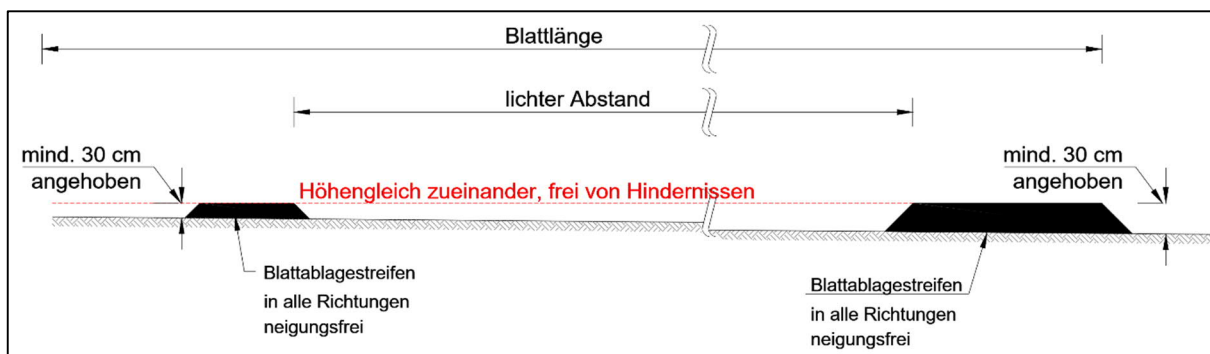 Blattlänge
lichter Abstand
mind. 30 cm
angehoben
mind. 30 cm
angehoben
Höhengleich zueinander, frei von Hindernissen
Blattablagestreifen
in alle Richtungen
neigungsfrei
Blattablagestreifen
in alle Richtungen
neigungsfrei